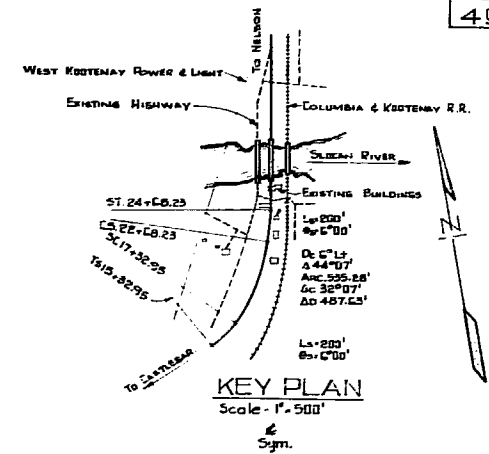 49
TO NELSON
WEST KOOTENAY POWER & LIGHT
EXISTING HIGHWAY
COLUMBIA & KOOTENAY R.R.
SLOCAN RIVER
EXISTING BUILDINGS
ST. 24+68.23
CS. 22+68.23
SC 17+32.95
TS 15+32.95
Ls=200'
θs=6°00'
Dc 6° Lt
Δ 44°07'
ARC. 535.28'
ΔC 32°07'
AD 487.63'
Ls=200'
θs=6°00'
TO CASTLEGAR
N
KEY PLAN
Scale - 1"=500'
&
Sym.